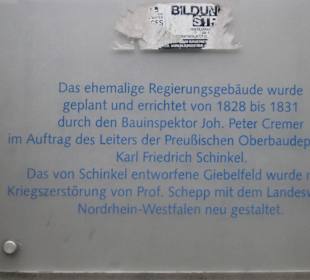 BILDUN
STR
Das ehemalige Regierungsgebäude wurde
geplant und errichtet von 1828 bis 1831
durch den Bauinspektor Joh. Peter Cremer
im Auftrag des Leiters der Preußischen Oberbaudep
Karl Friedrich Schinkel.
Das von Schinkel entworfene Giebelfeld wurde n
Kriegszerstörung von Prof. Schepp mit dem Landesw
Nordrhein-Westfalen neu gestaltet.